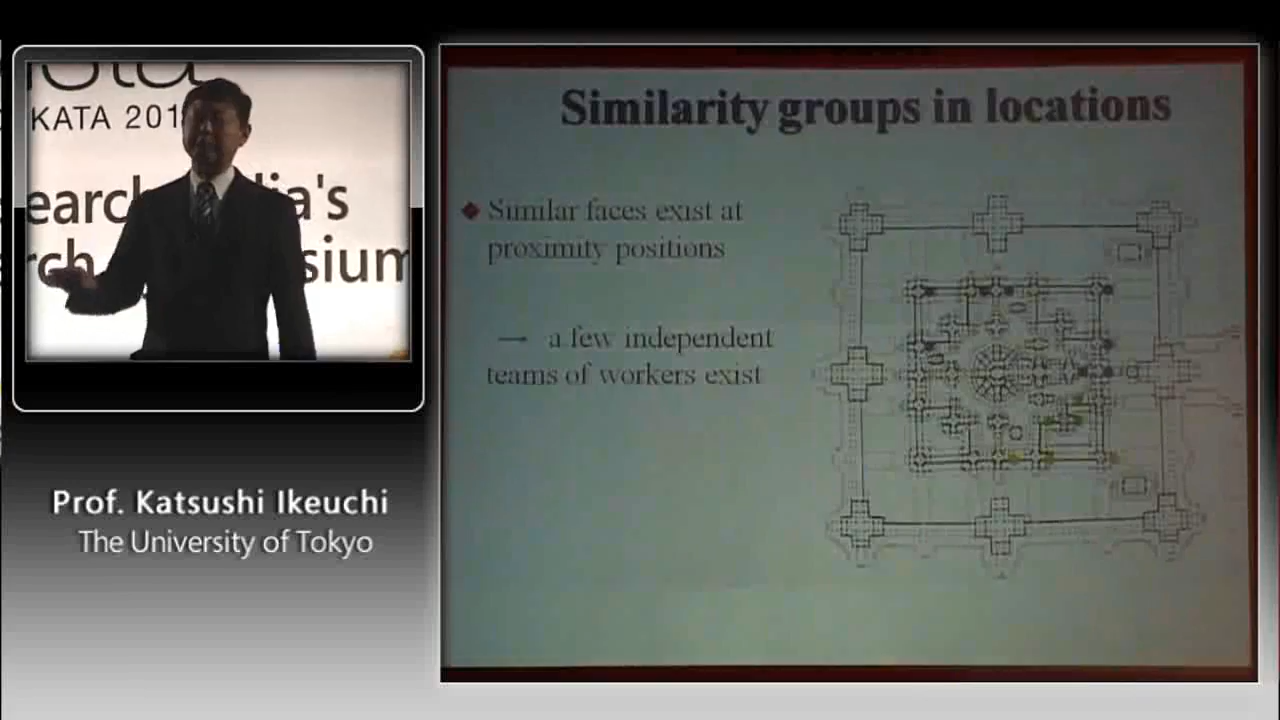 KATA 201
earch
ia's
rch
sium
Similarity groups in locations
Similar faces exist at
proximity positions
→ a few independent
teams of workers exist
Prof. Katsushi Ikeuchi
The University of Tokyo